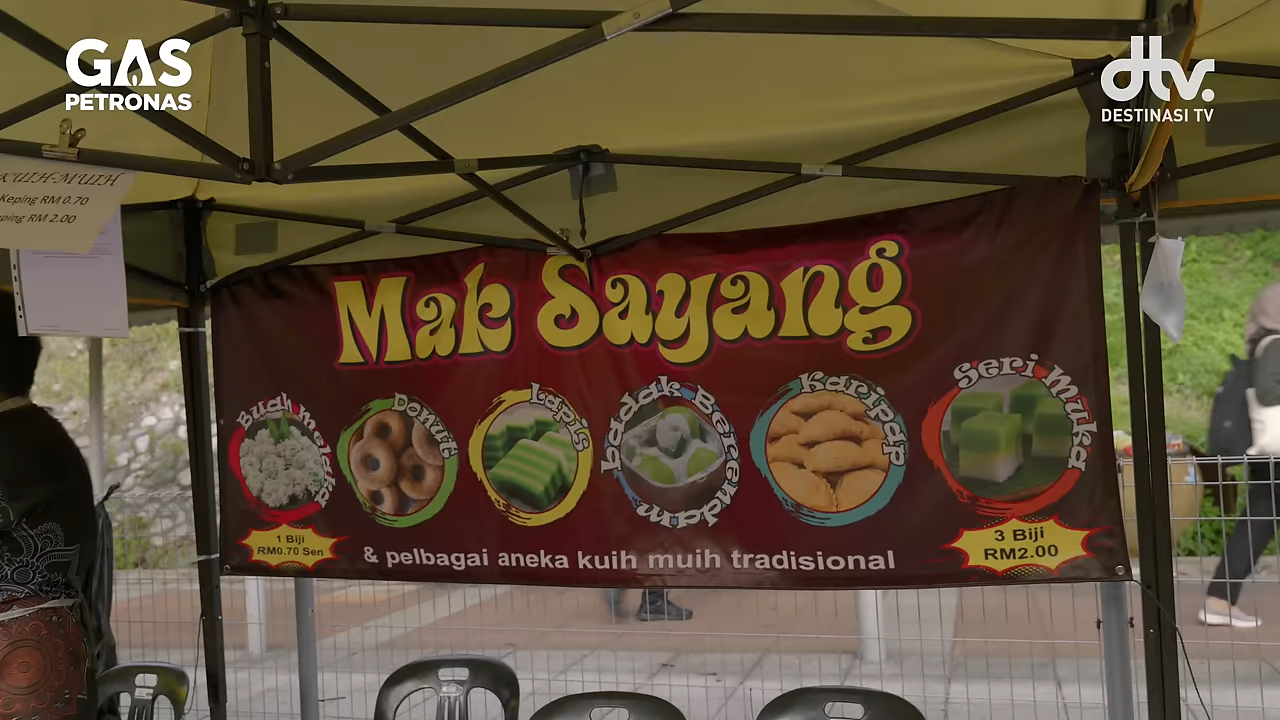 GAS
PETRONAS
dtv.
DESTINASI TV
KUIH-MUIH
Keping RM 0.70
ping RM 2.00
Mak Sayang
Buah melaka
Donut
Lapis
badak Berendam
Karipap
Seri Muka
1 Biji
RM0.70 Sen
& pelbagai aneka kuih muih tradisional
3 Biji
RM2.00